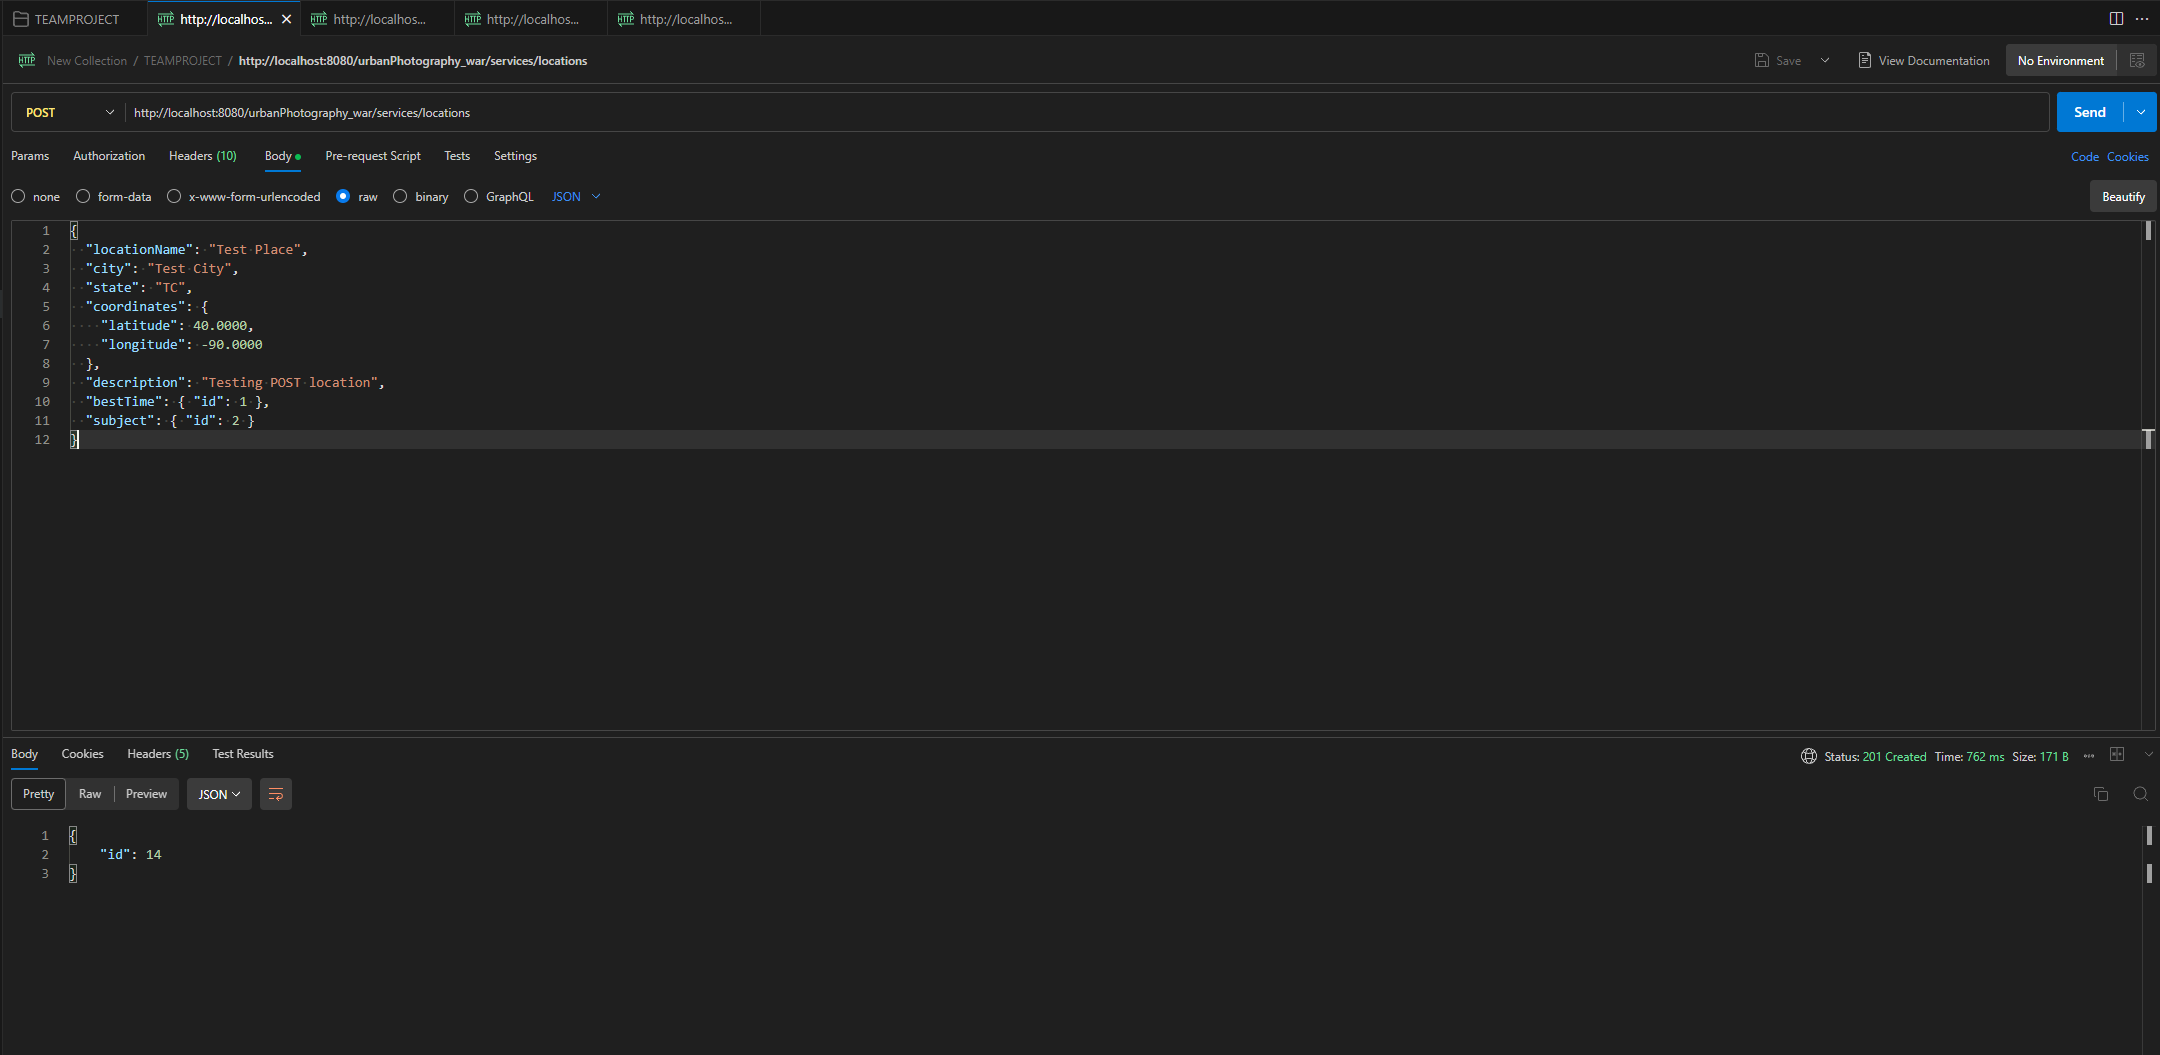 TEAMPROJECT
http://localhos...
http://localhos...
http://localhos...
http://localhos...
New Collection / TEAMPROJECT / http://localhost:8080/urbanPhotography_war/services/locations
Save
View Documentation
No Environment
POST
http://localhost:8080/urbanPhotography_war/services/locations
Send
Params Authorization Headers (10) Body Pre-request Script Tests Settings
Code Cookies
none form-data x-www-form-urlencoded raw binary GraphQL JSON
Beautify
1 {
2 "locationName": "Test Place",
3 "city": "Test City",
4 "state": "TC",
5 "coordinates": {
6 "latitude": 40.0000,
7 "longitude": -90.0000
8 },
9 "description": "Testing POST location",
10 "bestTime": { "id": 1 },
11 "subject": { "id": 2 }
12 }
Body Cookies Headers (5) Test Results
Status: 201 Created Time: 762 ms Size: 171 B
Pretty Raw Preview JSON
1 {
2 "id": 14
3 }